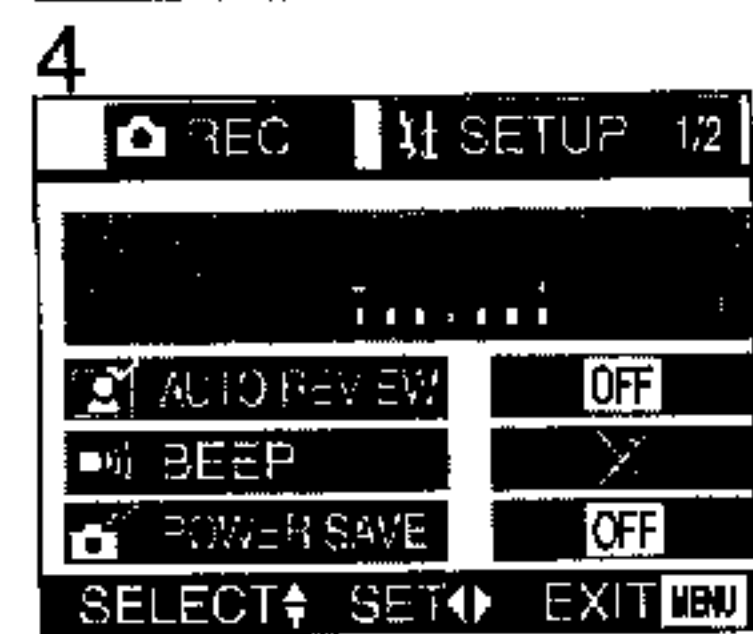 4
REC SETUP 1/2
AUTO REVIEW OFF
BEEP
POWER SAVE OFF
SELECT SET EXIT MENU